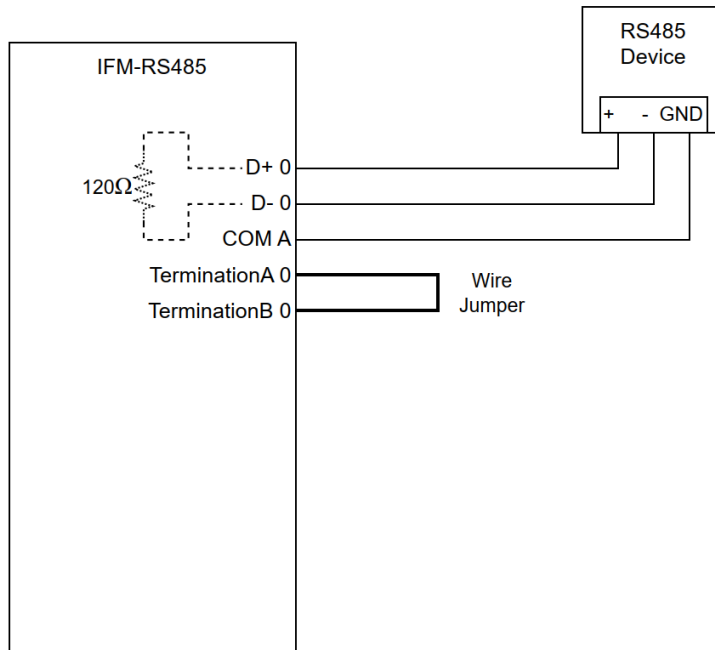 RS485
Device
+ - GND
IFM-RS485
120Ω
D+ 0
D- 0
COM A
TerminationA 0
TerminationB 0
Wire
Jumper